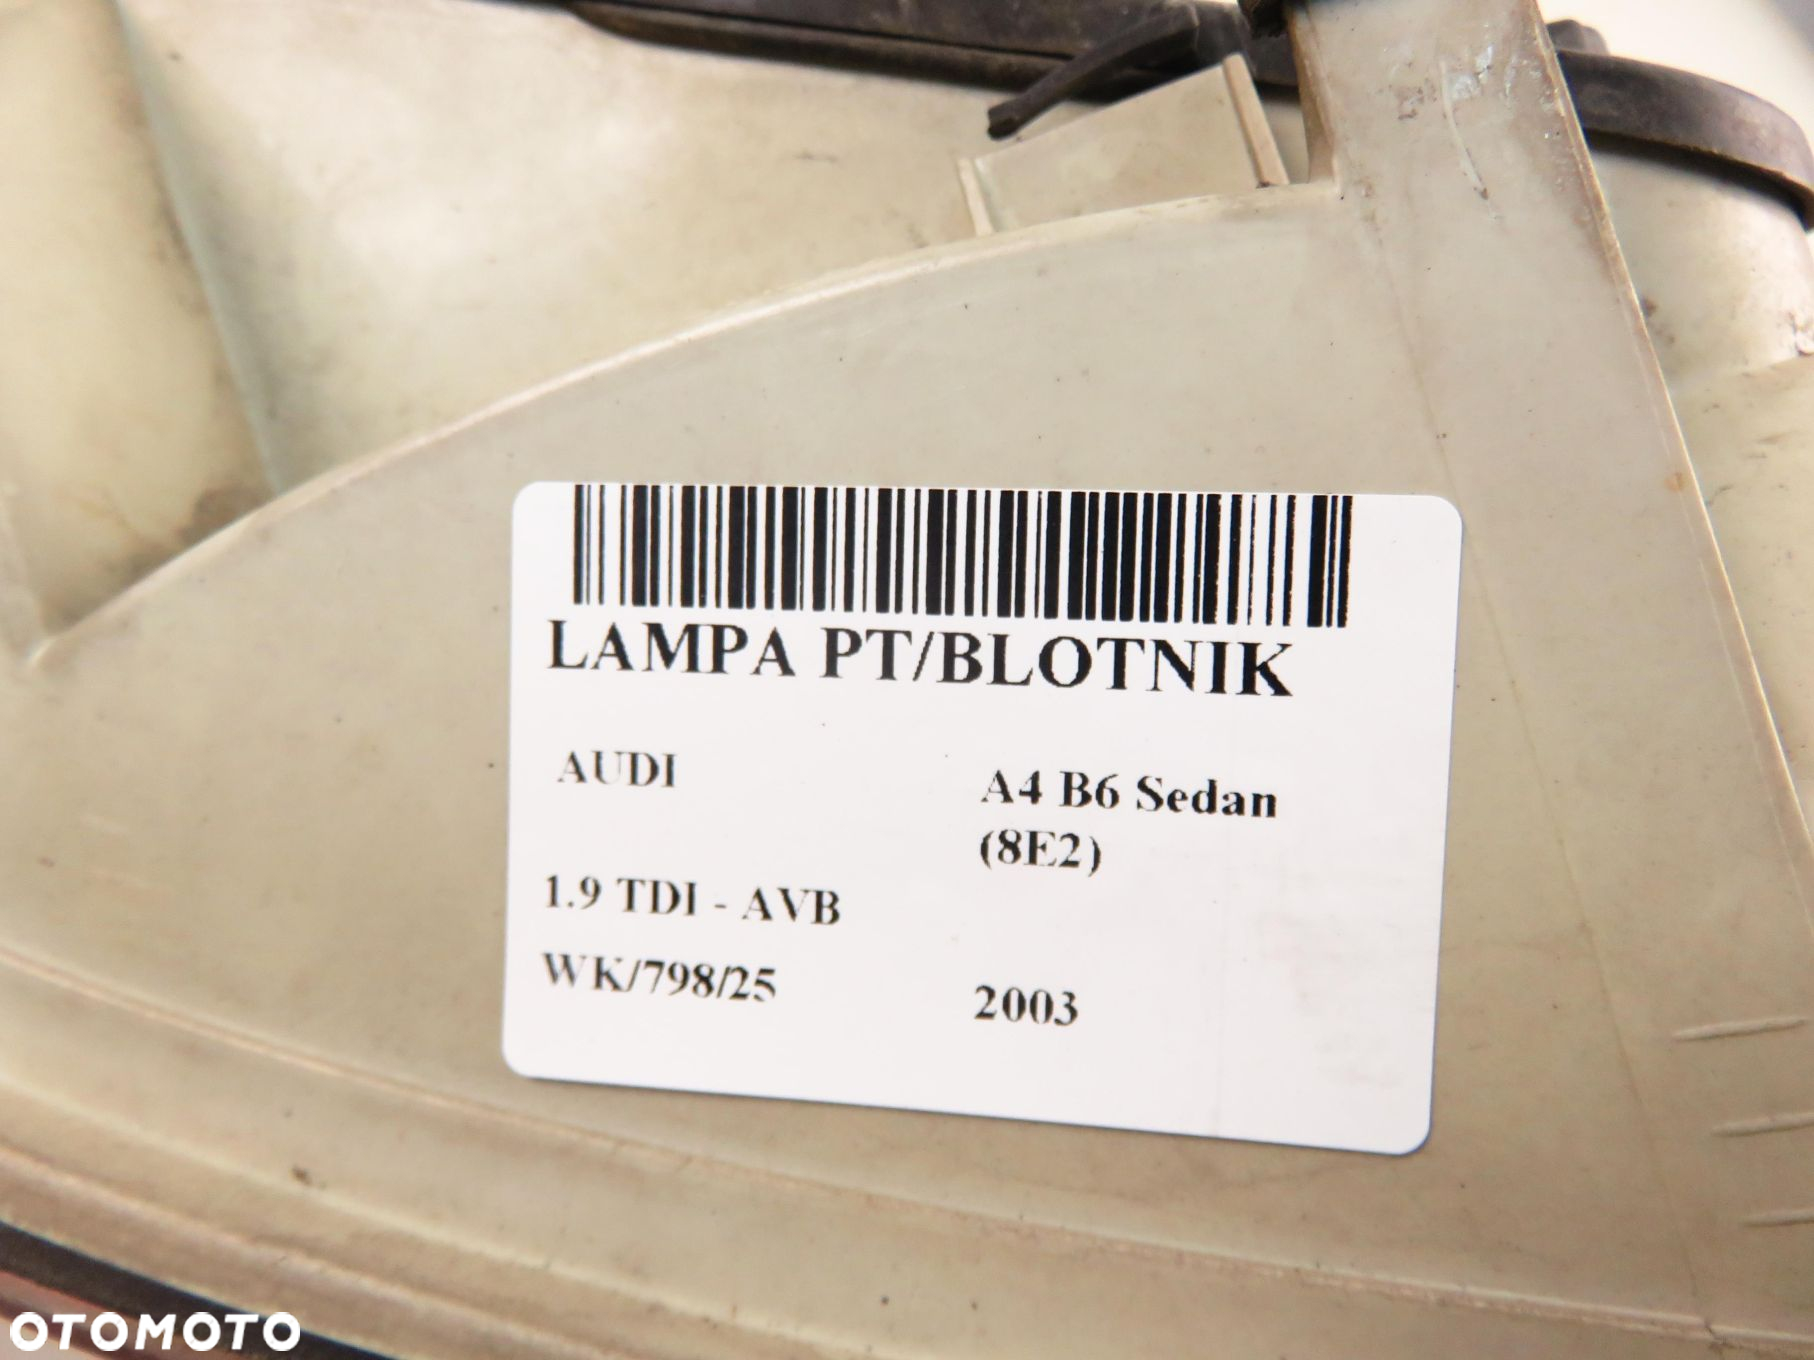 LAMPA PT/BLOTNIK
AUDI
A4 B6 Sedan
(8E2)
1.9 TDI - AVB
WK/798/25
2003
OTOMOTO